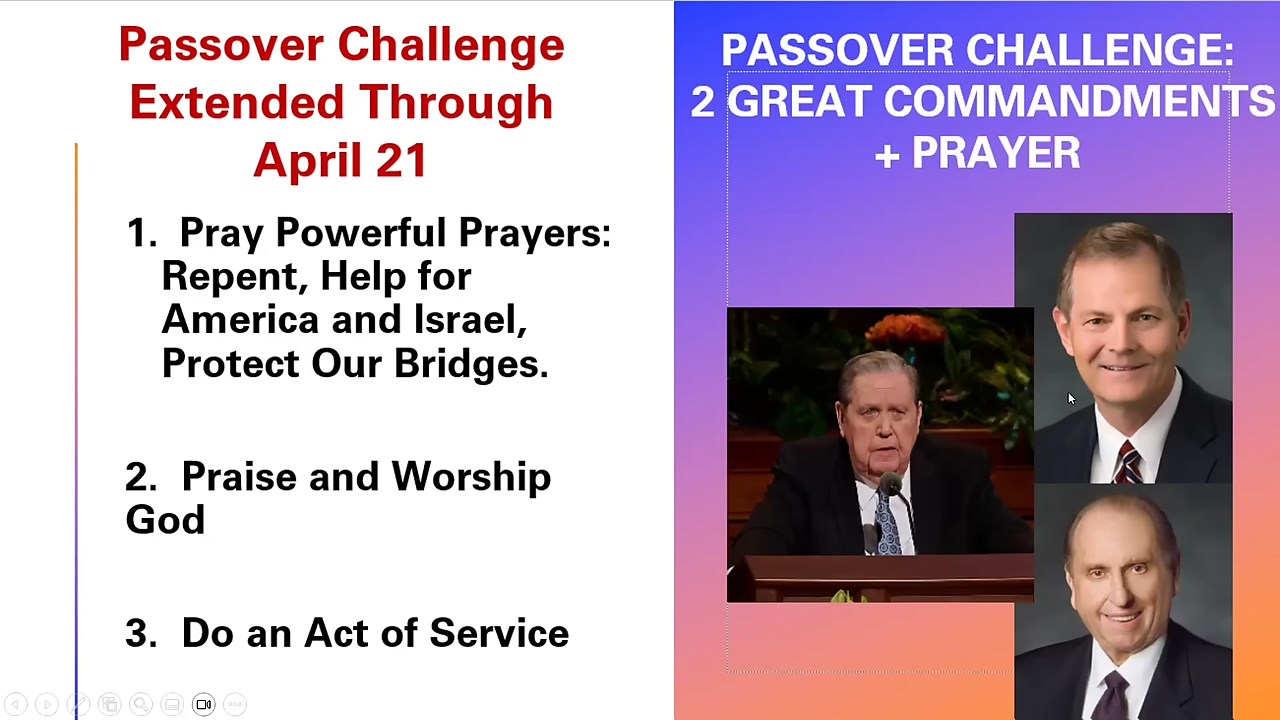 Passover Challenge
Extended Through
April 21
1. Pray Powerful Prayers:
Repent, Help for
America and Israel,
Protect Our Bridges.
2. Praise and Worship
God
3. Do an Act of Service
PASSOVER CHALLENGE:
2 GREAT COMMANDMENTS
+ PRAYER